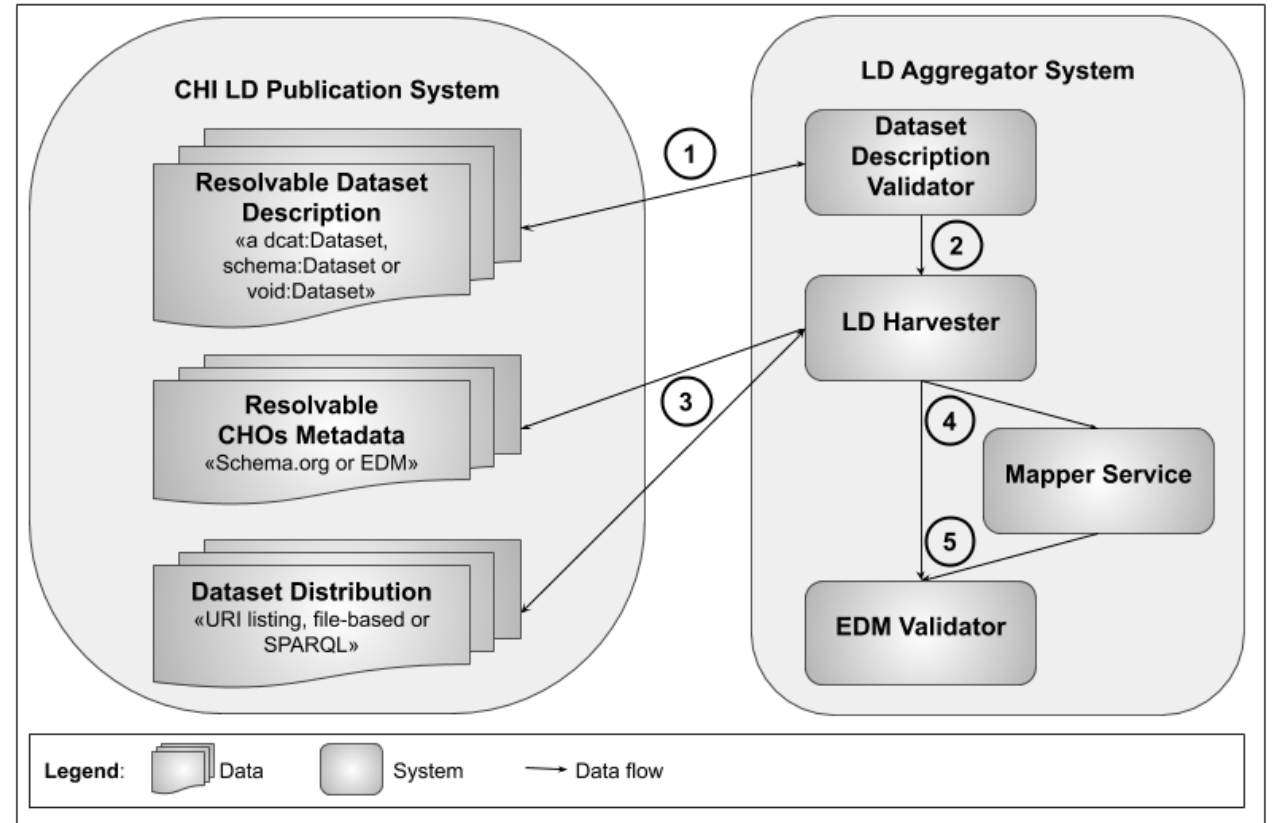 CHI LD Publication System
Resolvable Dataset
Description
«a dcat:Dataset,
schema:Dataset or
void:Dataset»
Resolvable
CHOs Metadata
«Schema.org or EDM»
Dataset Distribution
«URI listing, file-based or
SPARQL»
1
3
LD Aggregator System
Dataset
Description
Validator
2
LD Harvester
4
Mapper Service
5
EDM Validator
Legend: Data System Data flow